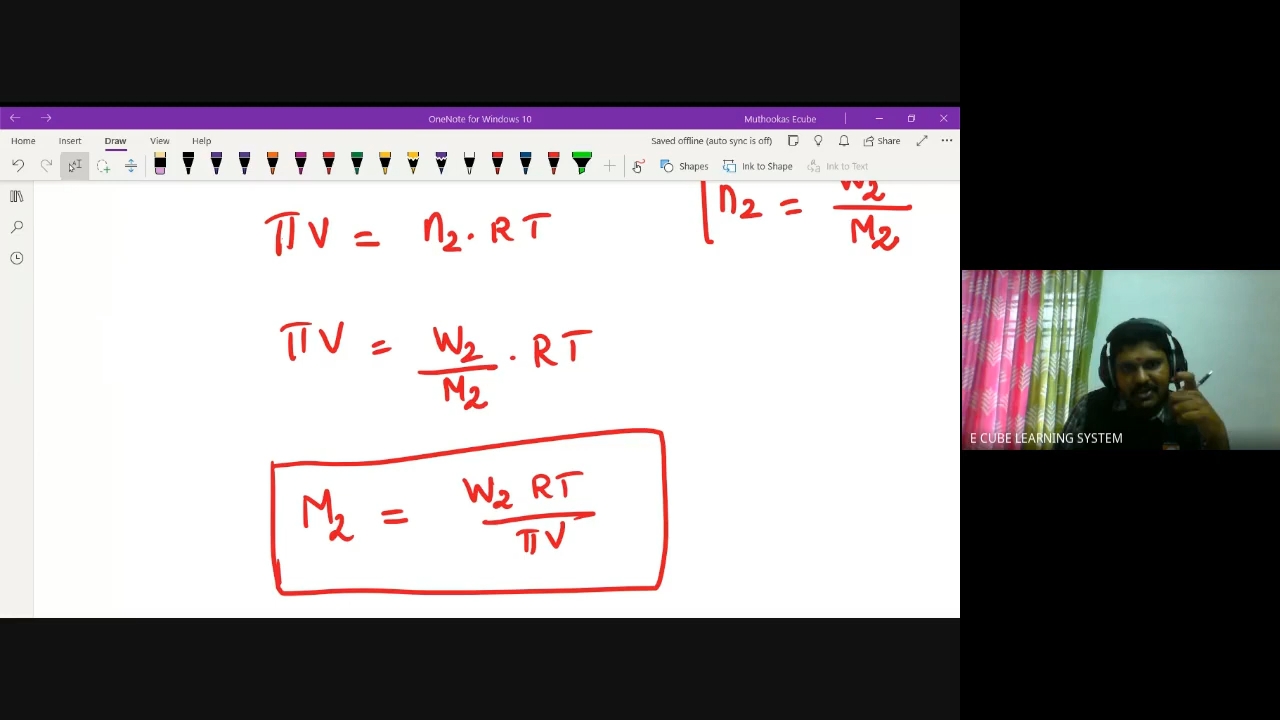 OneNote for Windows 10
Muthookas Ecube
Home Insert Draw View Help
Saved offline (auto sync is off)
Share
Shapes
Ink to Shape
Ink to Text
πV = n2 . RT
n2 = W2 / M2
πV = W2 / M2 . RT
M2 = W2 RT / πV
E CUBE LEARNING SYSTEM